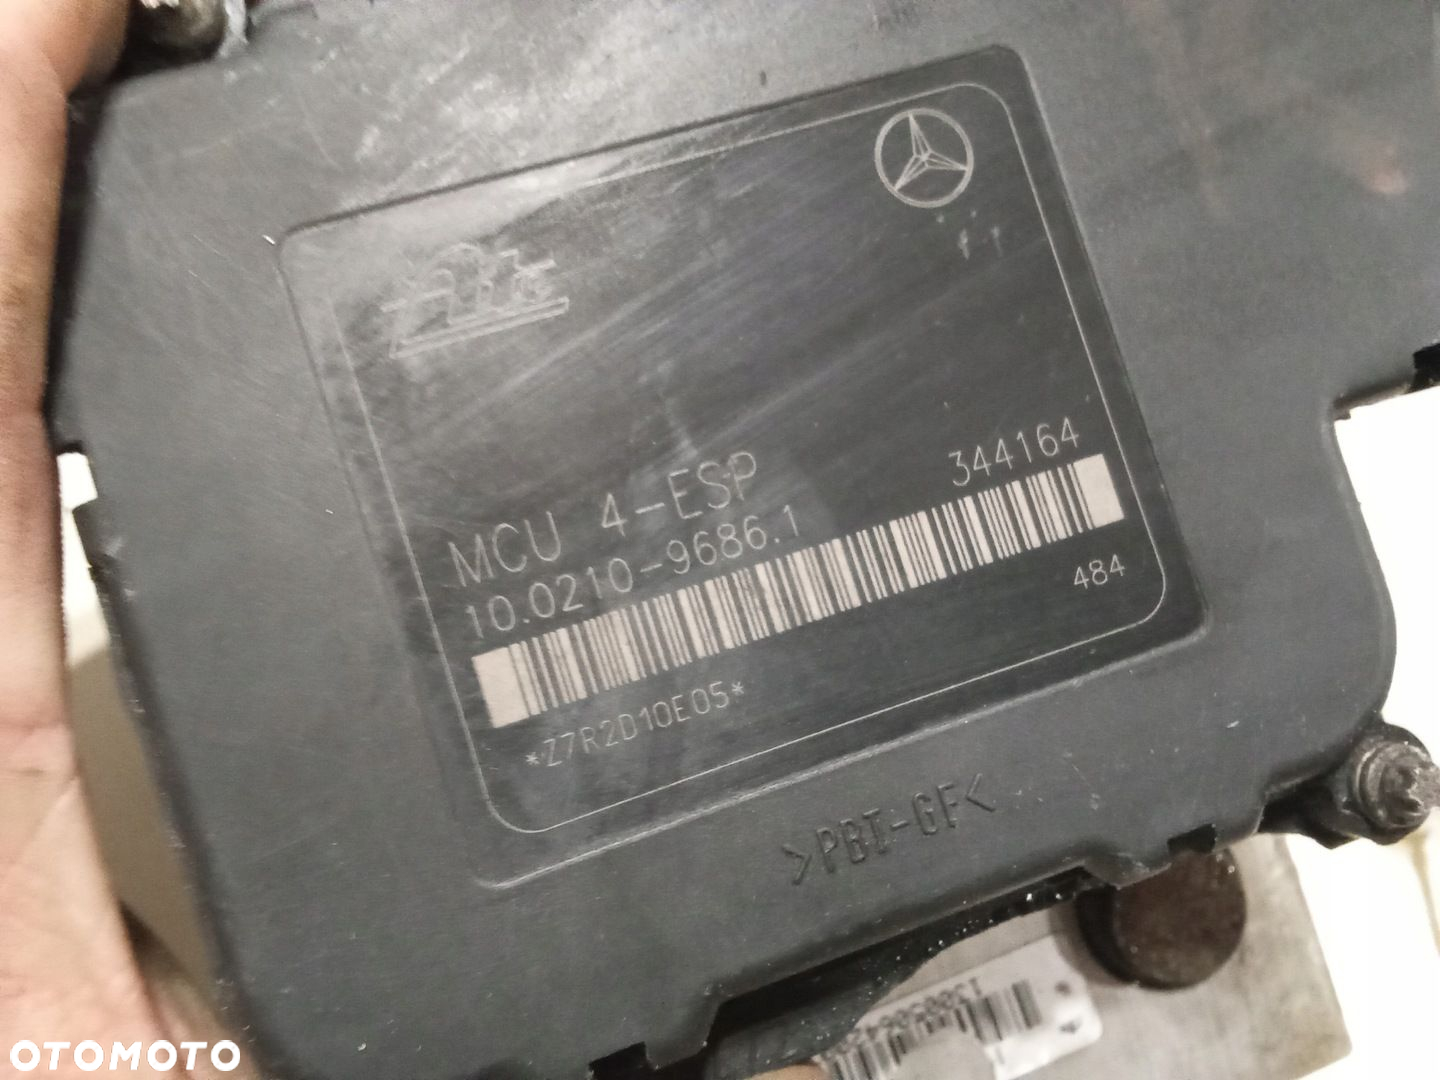 Ate
344164
MCU 4-ESP
10.0210-9686.1
484
*Z7R2D10E05*
>PBT-GF<
OTOMOTO